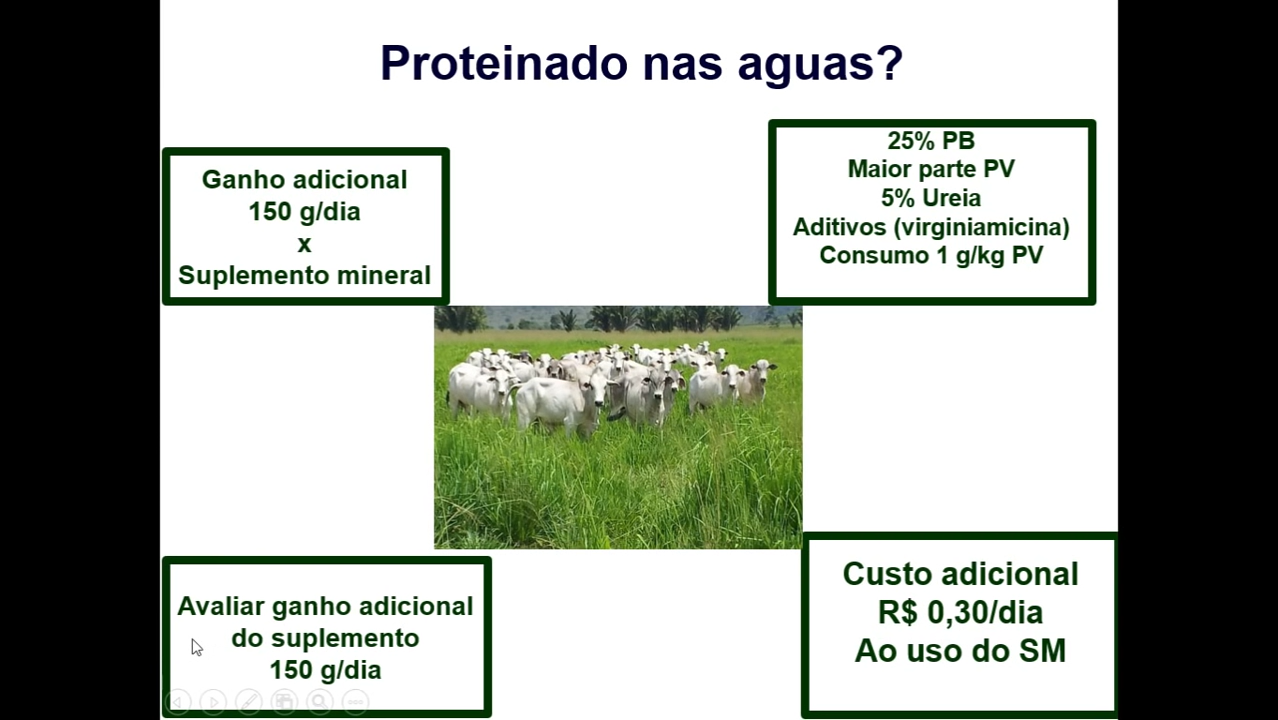 Proteinado nas aguas?
Ganho adicional
150 g/dia
x
Suplemento mineral
25% PB
Maior parte PV
5% Ureia
Aditivos (virginiamicina)
Consumo 1 g/kg PV
Avaliar ganho adicional
do suplemento
150 g/dia
Custo adicional
R$ 0,30/dia
Ao uso do SM